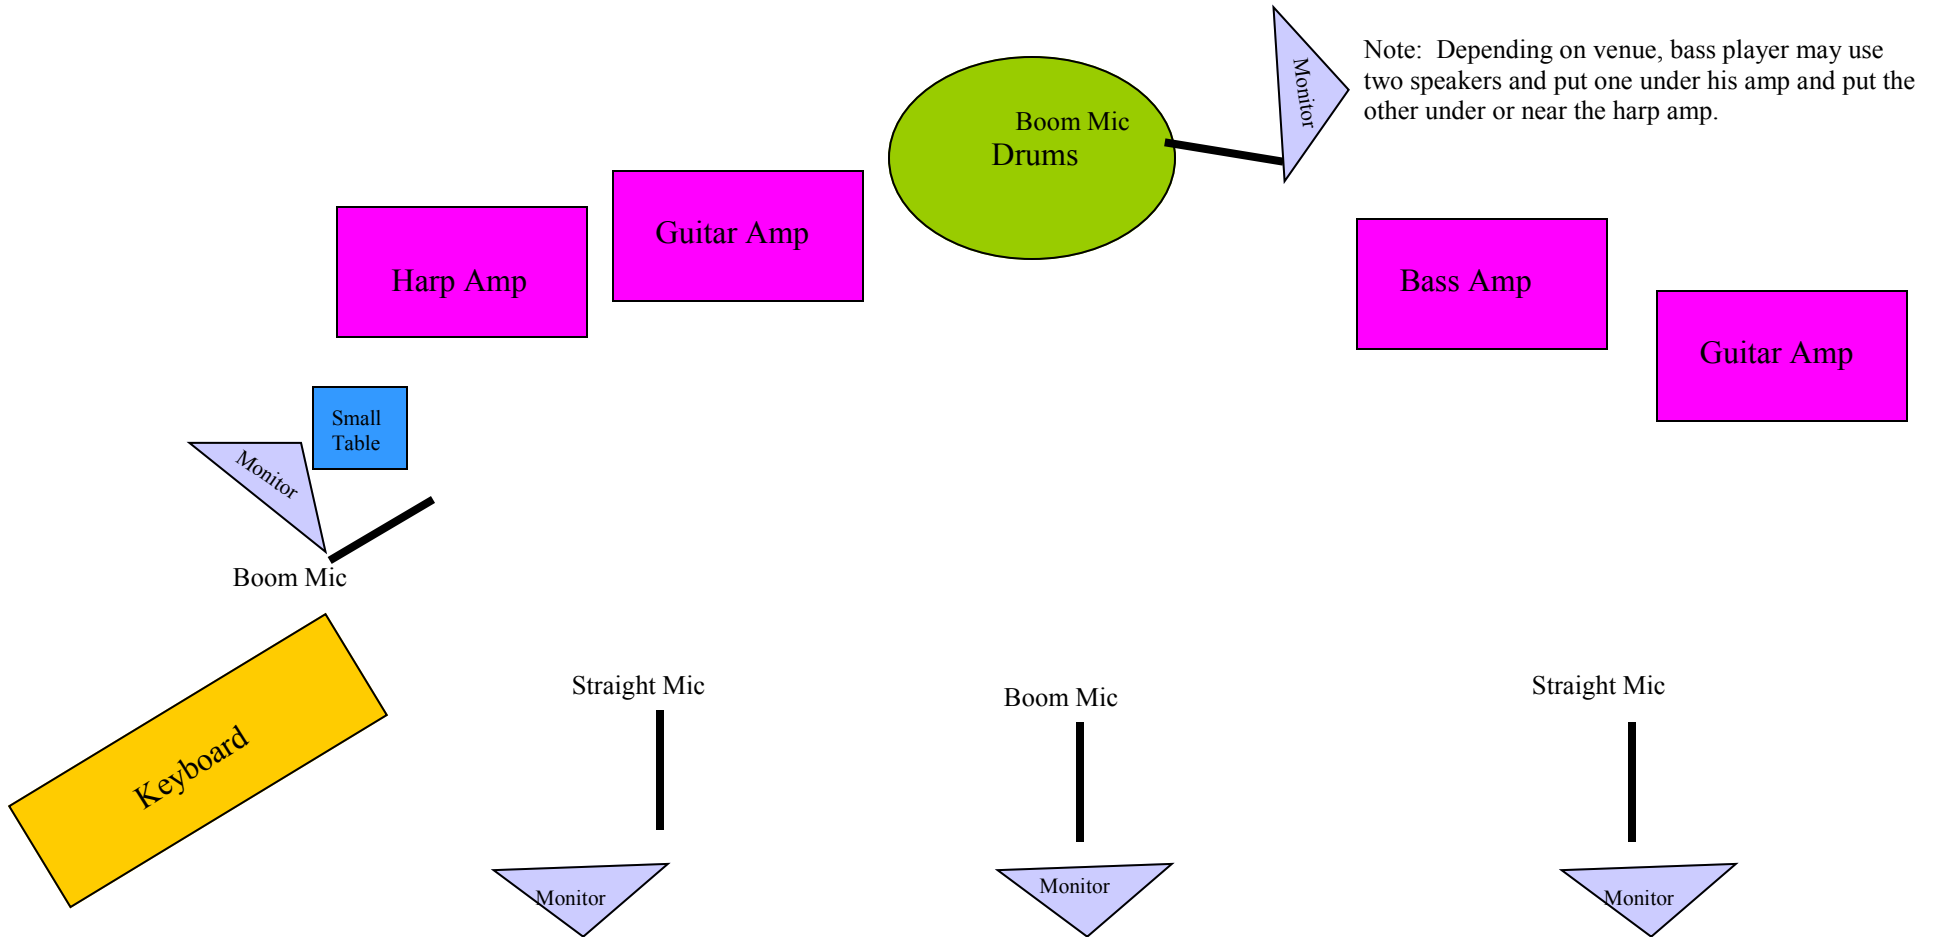 Note:  Depending on venue, bass player may use
two speakers and put one under his amp and put the
other under or near the harp amp.
Monitor
Boom Mic
Drums
Guitar Amp
Harp Amp
Bass Amp
Guitar Amp
Small
Table
Monitor
Boom Mic
Keyboard
Straight Mic
Boom Mic
Straight Mic
Monitor
Monitor
Monitor